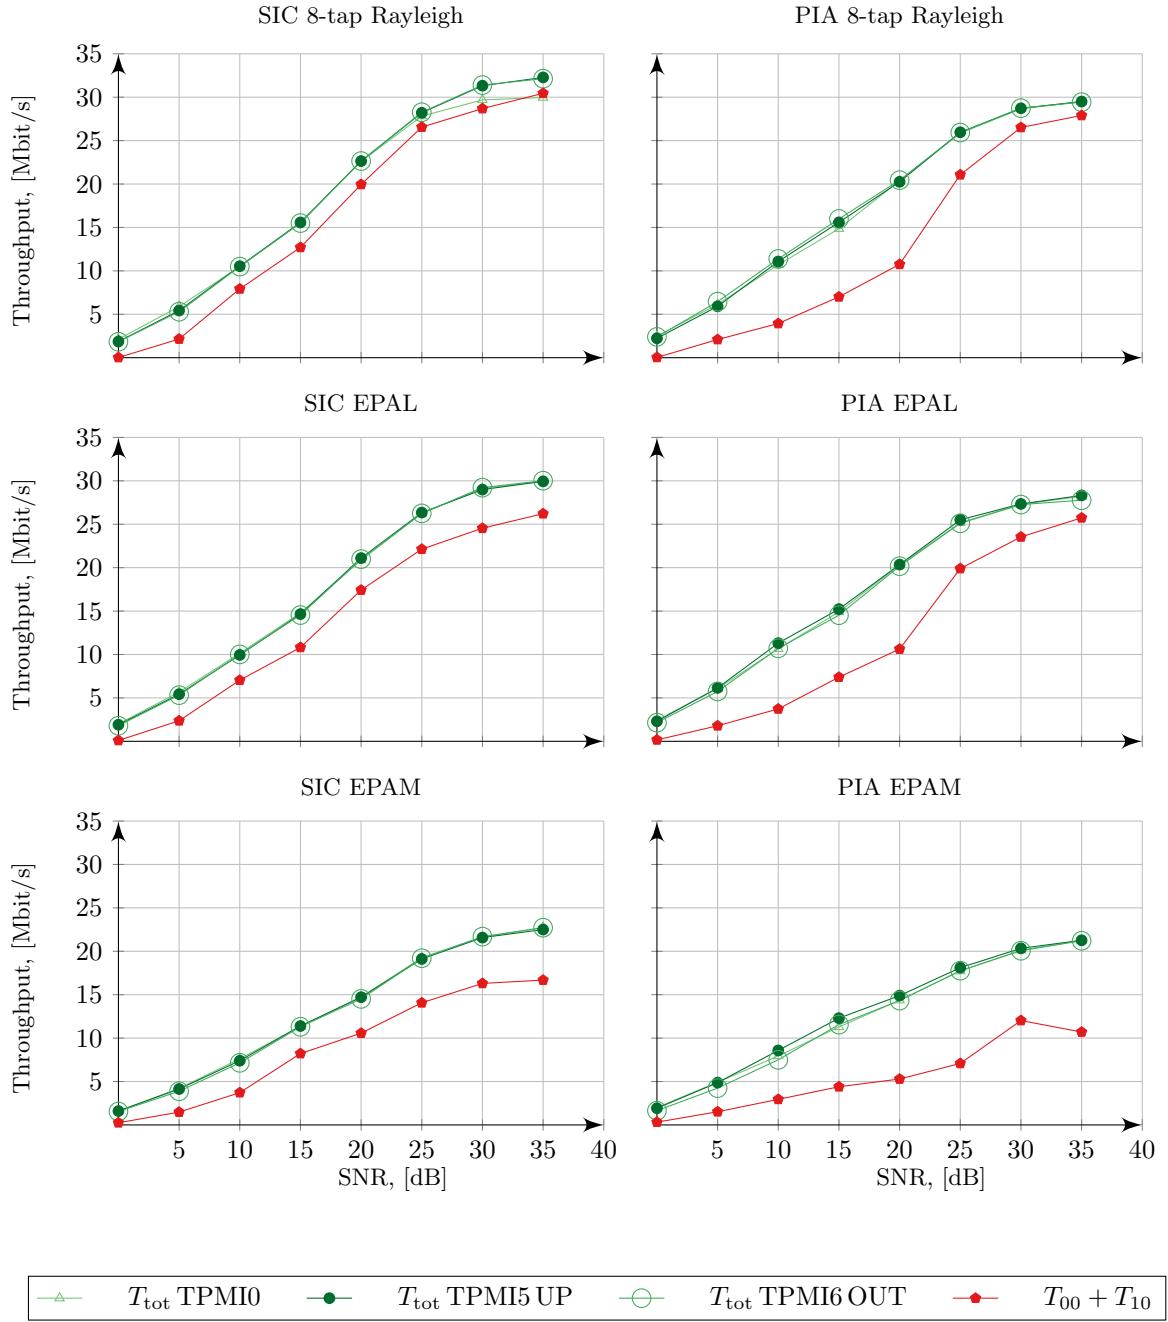 SIC 8-tap Rayleigh
PIA 8-tap Rayleigh
35
30
25
20
15
10
5
Throughput, [Mbit/s]
SIC EPAL
PIA EPAL
35
30
25
20
15
10
5
Throughput, [Mbit/s]
SIC EPAM
PIA EPAM
35
30
25
20
15
10
5
Throughput, [Mbit/s]
5 10 15 20 25 30 35 40
SNR, [dB]
5 10 15 20 25 30 35 40
SNR, [dB]
T_tot TPMI0 T_tot TPMI5 UP T_tot TPMI6 OUT T_00 + T_10